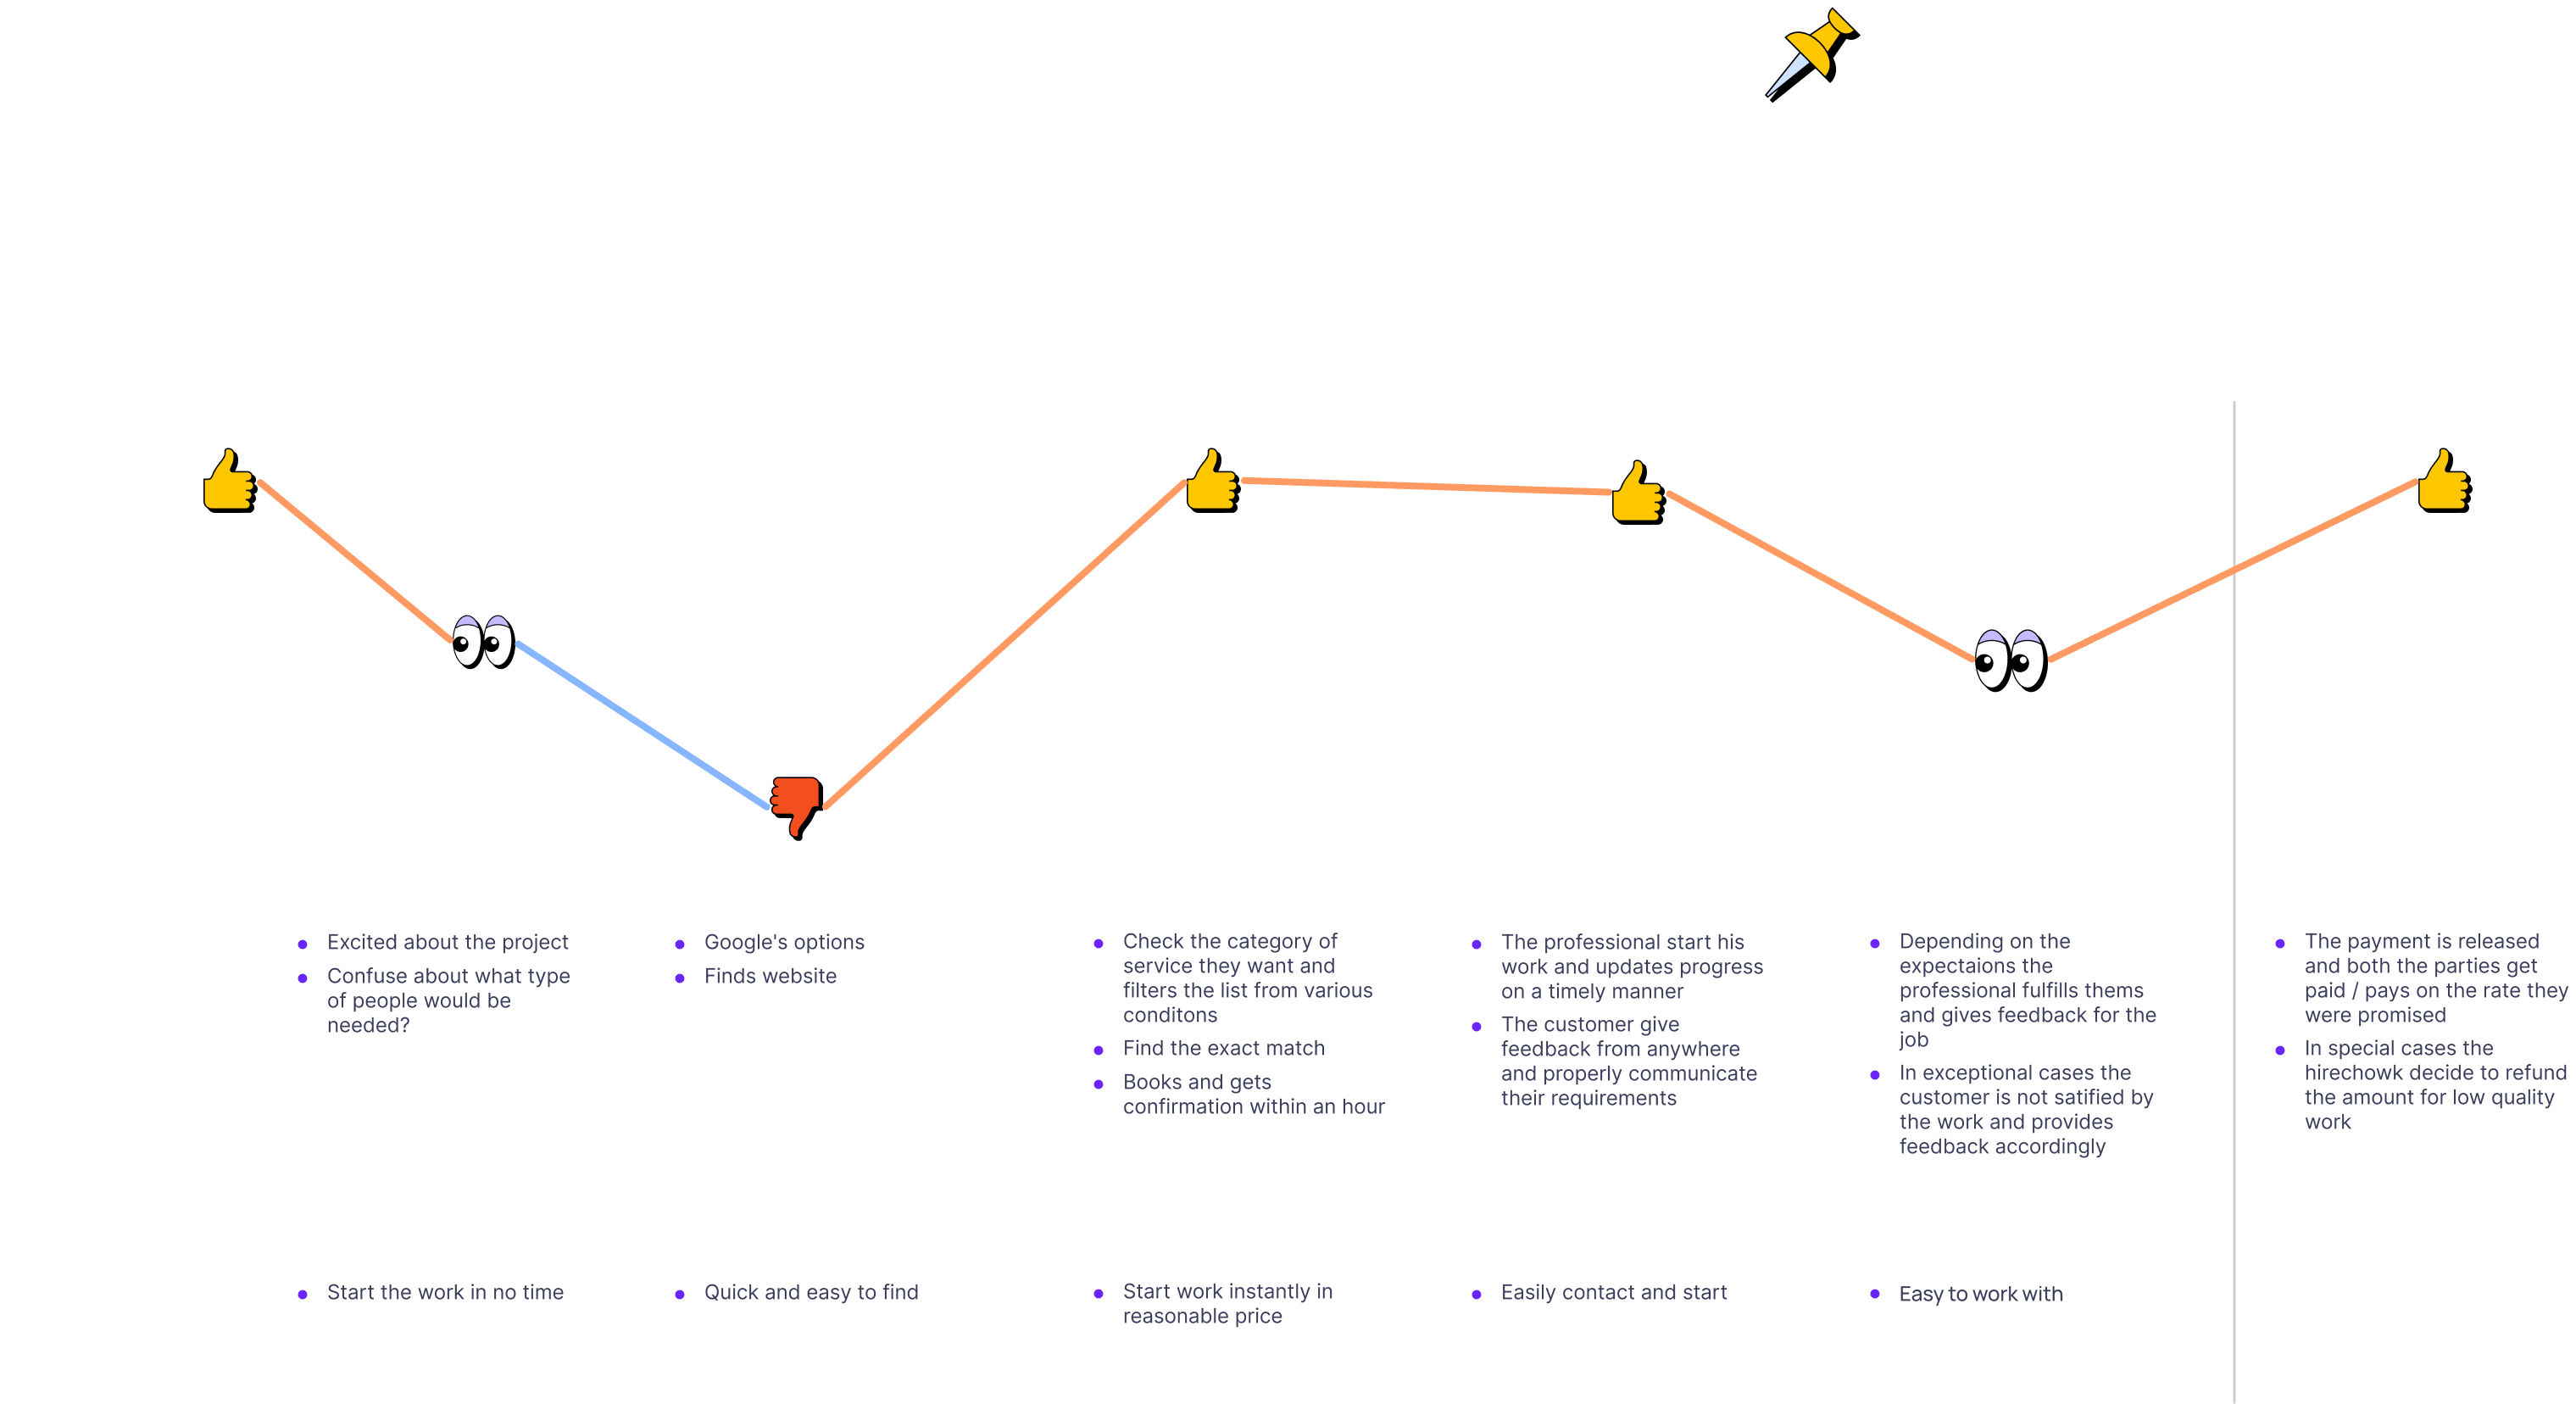 Excited about the project
Confuse about what type
of people would be
needed?
Google's options
Finds website
Check the category of
service they want and
filters the list from various
conditons
Find the exact match
Books and gets
confirmation within an hour
The professional start his
work and updates progress
on a timely manner
The customer give
feedback from anywhere
and properly communicate
their requirements
Depending on the
expectaions the
professional fulfills thems
and gives feedback for the
job
In exceptional cases the
customer is not satified by
the work and provides
feedback accordingly
The payment is released
and both the parties get
paid / pays on the rate they
were promised
In special cases the
hirechowk decide to refund
the amount for low quality
work
Start the work in no time
Quick and easy to find
Start work instantly in
reasonable price
Easily contact and start
Easy to work with